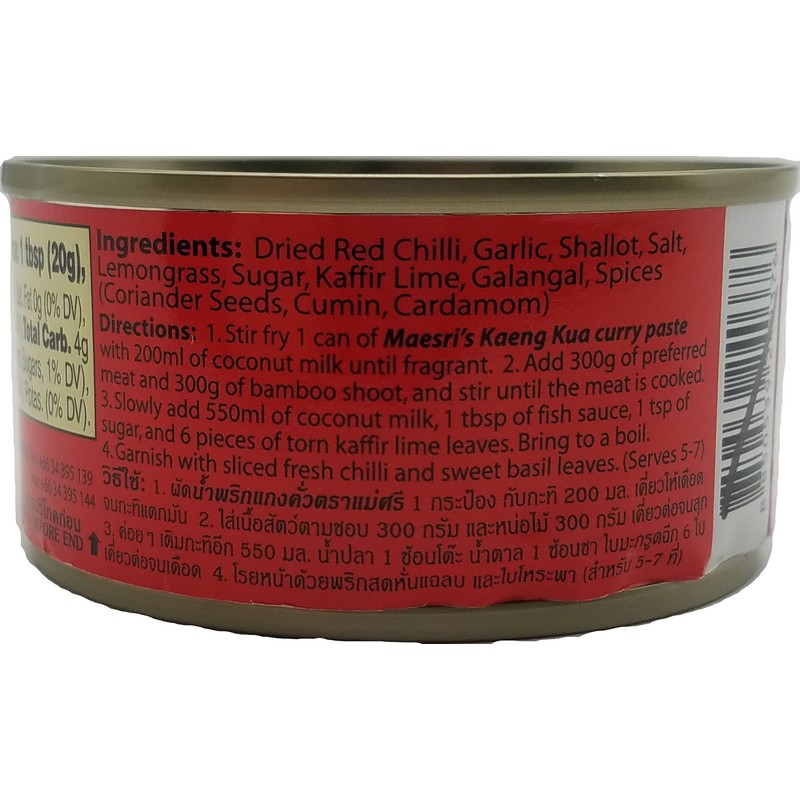 1 tbsp (20g),
Fat 0g (0% DV),
Total Carb. 4g
Sugars, 1% DV),
Potas. (0% DV).
+66 34 395 139
+66 34 395 144
END ↑
Ingredients: Dried Red Chilli, Garlic, Shallot, Salt,
Lemongrass, Sugar, Kaffir Lime, Galangal, Spices
(Coriander Seeds, Cumin, Cardamom)
Directions: 1.Stir fry 1 can of Maesri's Kaeng Kua curry paste
with 200ml of coconut milk until fragrant. 2. Add 300g of preferred
meat and 300g of bamboo shoot, and stir until the meat is cooked.
3.Slowly add 550ml of coconut milk, 1 tbsp of fish sauce, 1 tsp of
sugar, and 6 pieces of torn kaffir lime leaves. Bring to a boil.
4.Garnish with sliced fresh chilli and sweet basil leaves. (Serves 5-7)
วิธีใช้: 1. ผัดน้ำพริกแกงคั่วตราแม่ศรี 1 กระป๋อง กับกะทิ 200 มล. เคี่ยวให้เดือด
จนกะทิแตกมัน 2. ใส่เนื้อสัตว์ตามชอบ 300 กรัม และหน่อไม้ 300 กรัม เคี่ยวต่อจนสุก
3. ค่อยๆ เติมกะทิอีก 550 มล. น้ำปลา 1 ช้อนโต๊ะ น้ำตาล 1 ช้อนชา ใบมะกรูดฉีก 6 ใบ
เคี่ยวต่อจนเดือด 4. โรยหน้าด้วยพริกสดหั่นแฉลบ และใบโหระพา (สำหรับ 5-7 ที่)